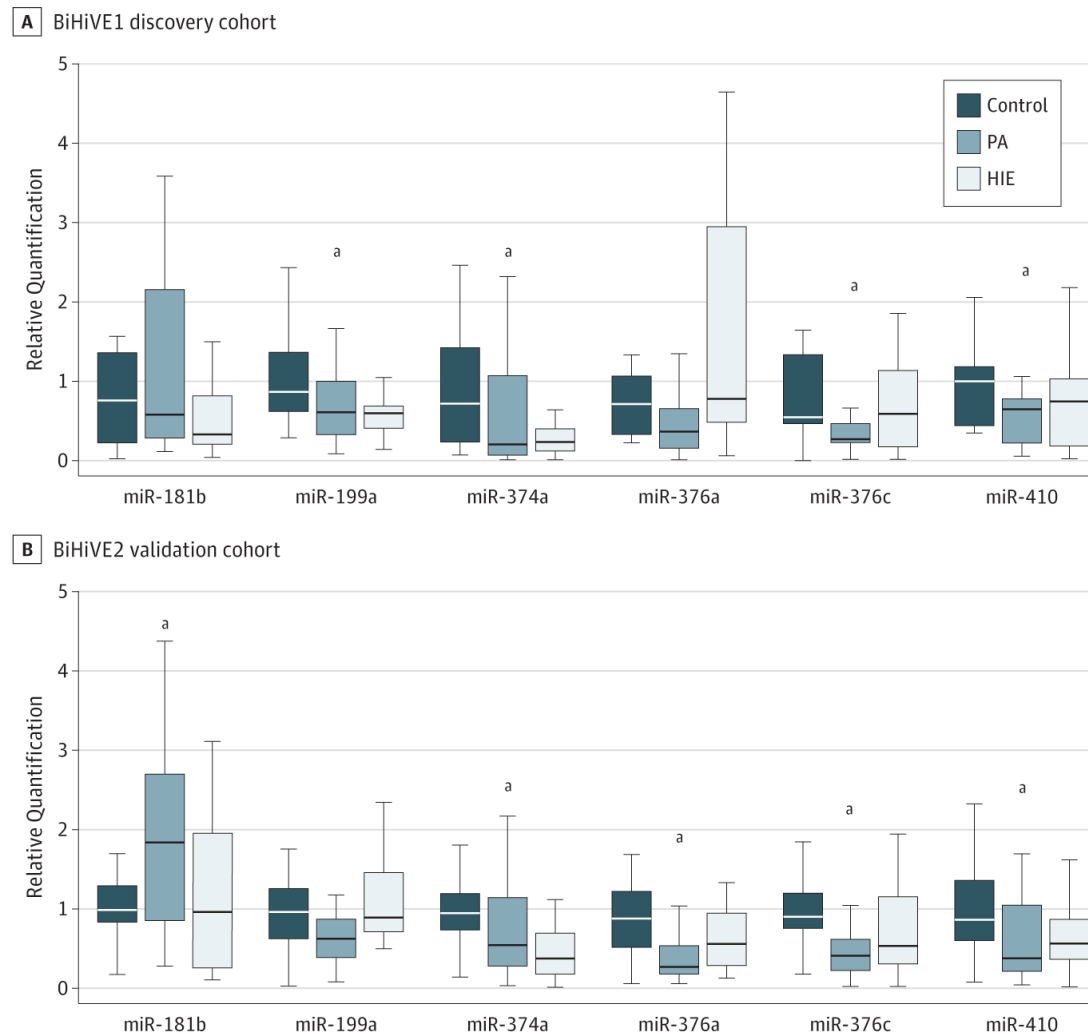 A BiHiVE1 discovery cohort
5
4
3
2
1
0
Relative Quantification
Control
PA
HIE
a
a
a
a
miR-181b miR-199a miR-374a miR-376a miR-376c miR-410
B BiHiVE2 validation cohort
5
4
3
2
1
0
Relative Quantification
a
a
a
a
a
miR-181b miR-199a miR-374a miR-376a miR-376c miR-410